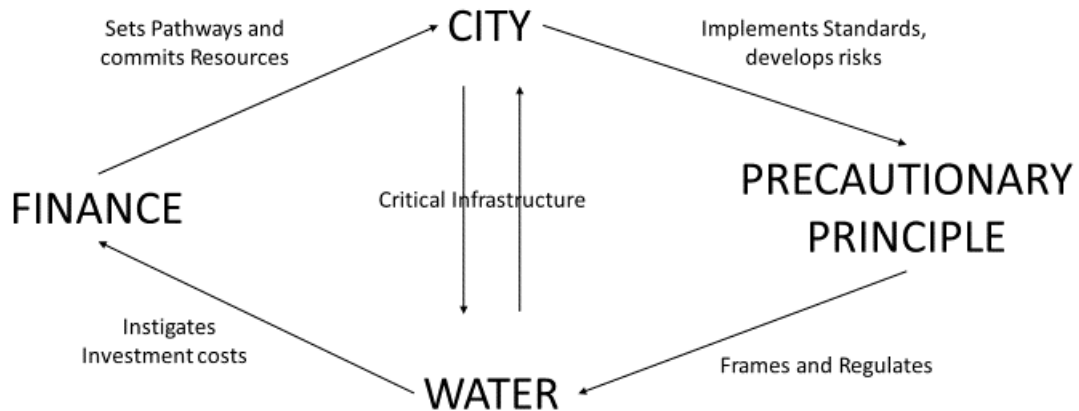 CITY
Sets Pathways and
commits Resources
Implements Standards,
develops risks
FINANCE
Critical Infrastructure
PRECAUTIONARY
PRINCIPLE
Instigates
Investment costs
Frames and Regulates
WATER